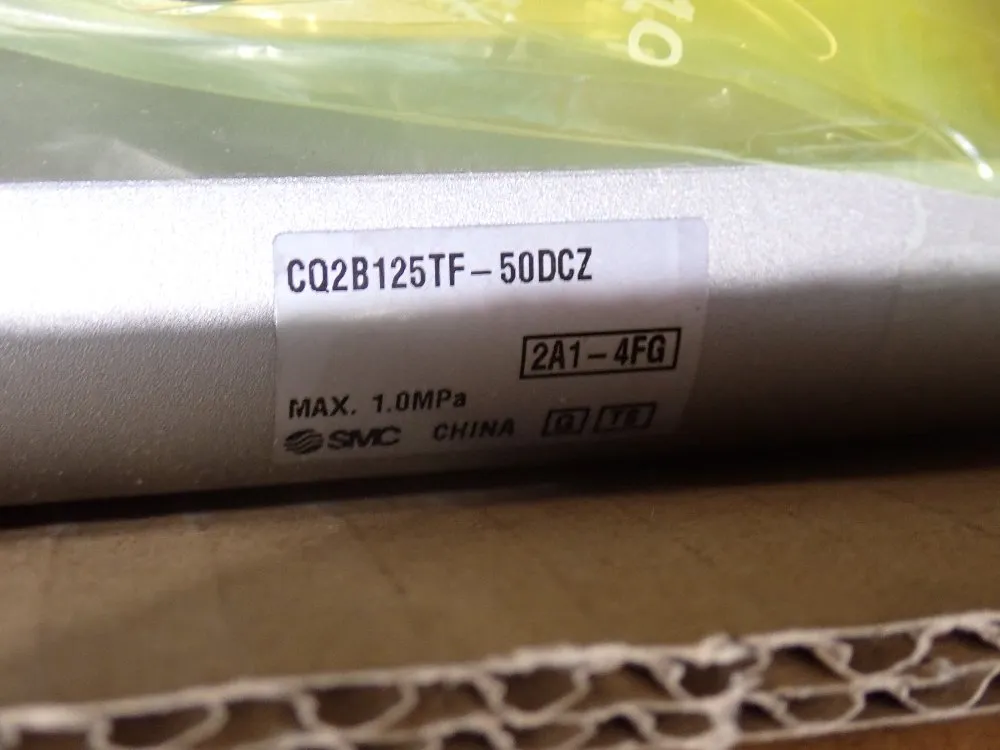 CQ2B125TF-50DCZ
2A1-4FG
MAX. 1.0MPa
SMC CHINA